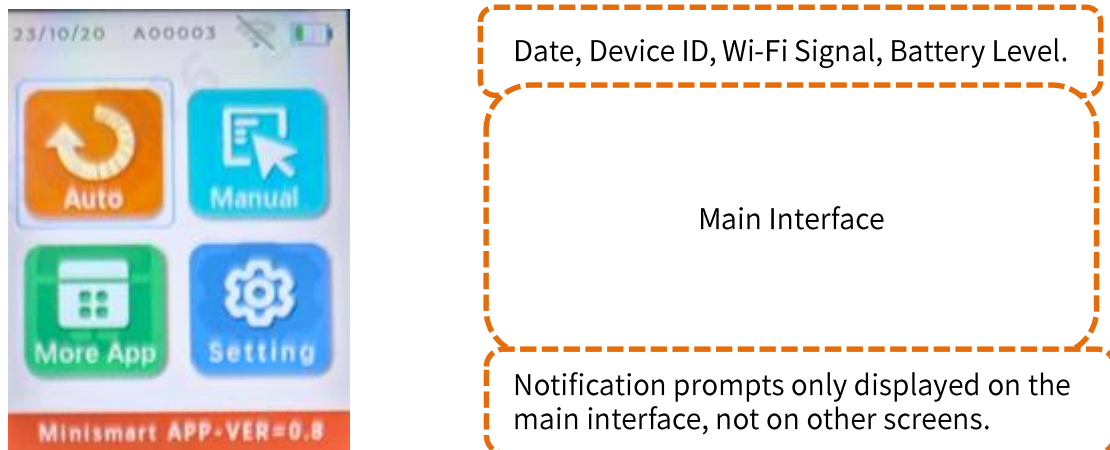 23/10/20 A00003
Auto
Manual
More App
Setting
Minismart APP-VER=0.8
Date, Device ID, Wi-Fi Signal, Battery Level.
Main Interface
Notification prompts only displayed on the
main interface, not on other screens.